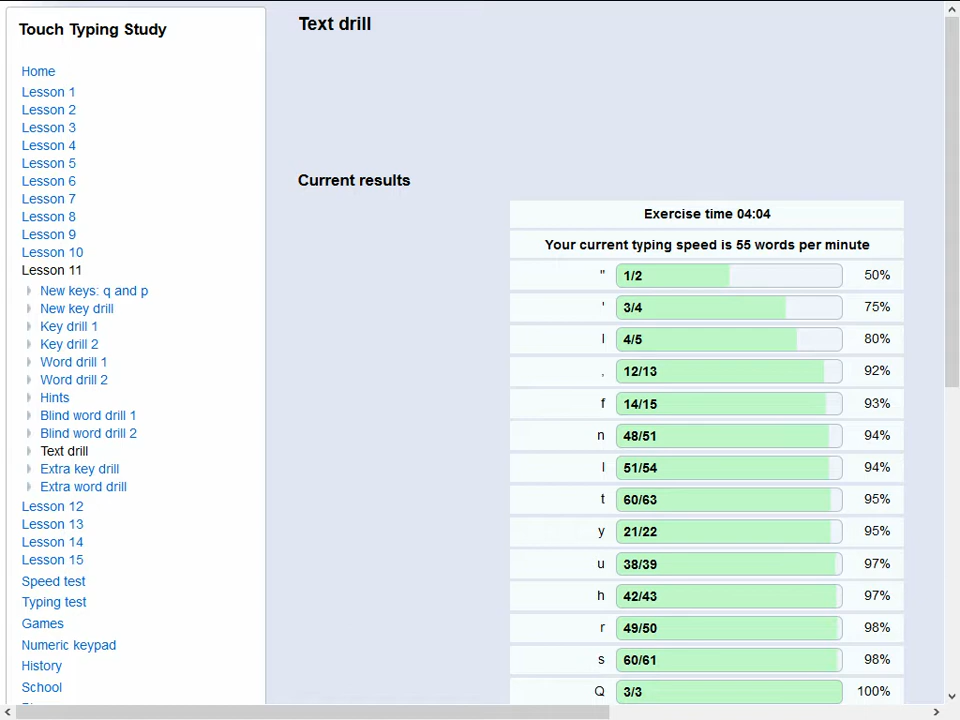 Touch Typing Study
Home
Lesson 1
Lesson 2
Lesson 3
Lesson 4
Lesson 5
Lesson 6
Lesson 7
Lesson 8
Lesson 9
Lesson 10
Lesson 11
New keys: q and p
New key drill
Key drill 1
Key drill 2
Word drill 1
Word drill 2
Hints
Blind word drill 1
Blind word drill 2
Text drill
Extra key drill
Extra word drill
Lesson 12
Lesson 13
Lesson 14
Lesson 15
Speed test
Typing test
Games
Numeric keypad
History
School
Text drill
Current results
Exercise time 04:04
Your current typing speed is 55 words per minute
" 1/2 50%
' 3/4 75%
I 4/5 80%
, 12/13 92%
f 14/15 93%
n 48/51 94%
l 51/54 94%
t 60/63 95%
y 21/22 95%
u 38/39 97%
h 42/43 97%
r 49/50 98%
s 60/61 98%
Q 3/3 100%